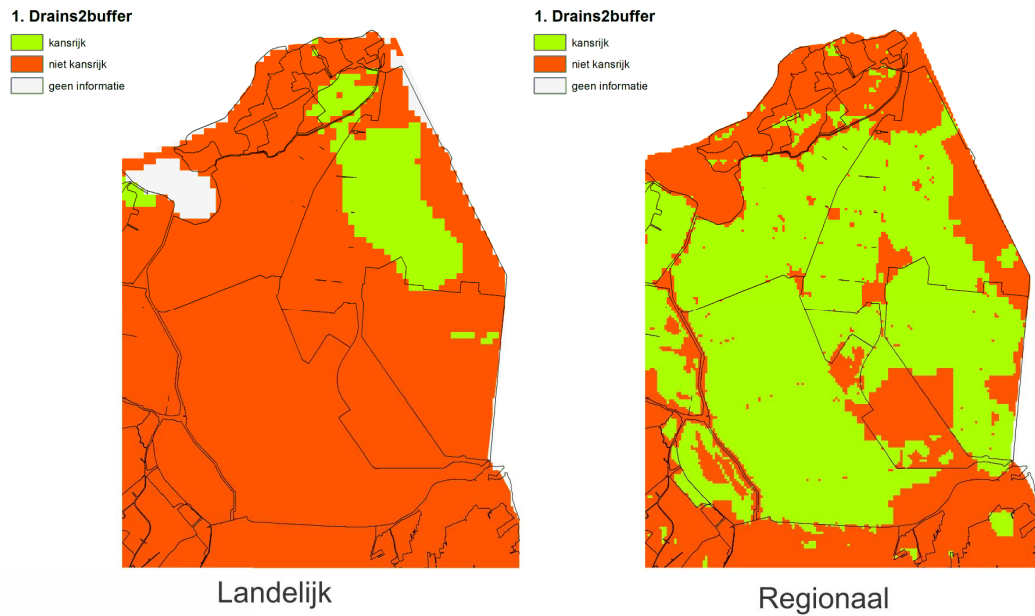 1. Drains2buffer
kansrijk
niet kansrijk
geen informatie
Landelijk
1. Drains2buffer
kansrijk
niet kansrijk
geen informatie
Regionaal